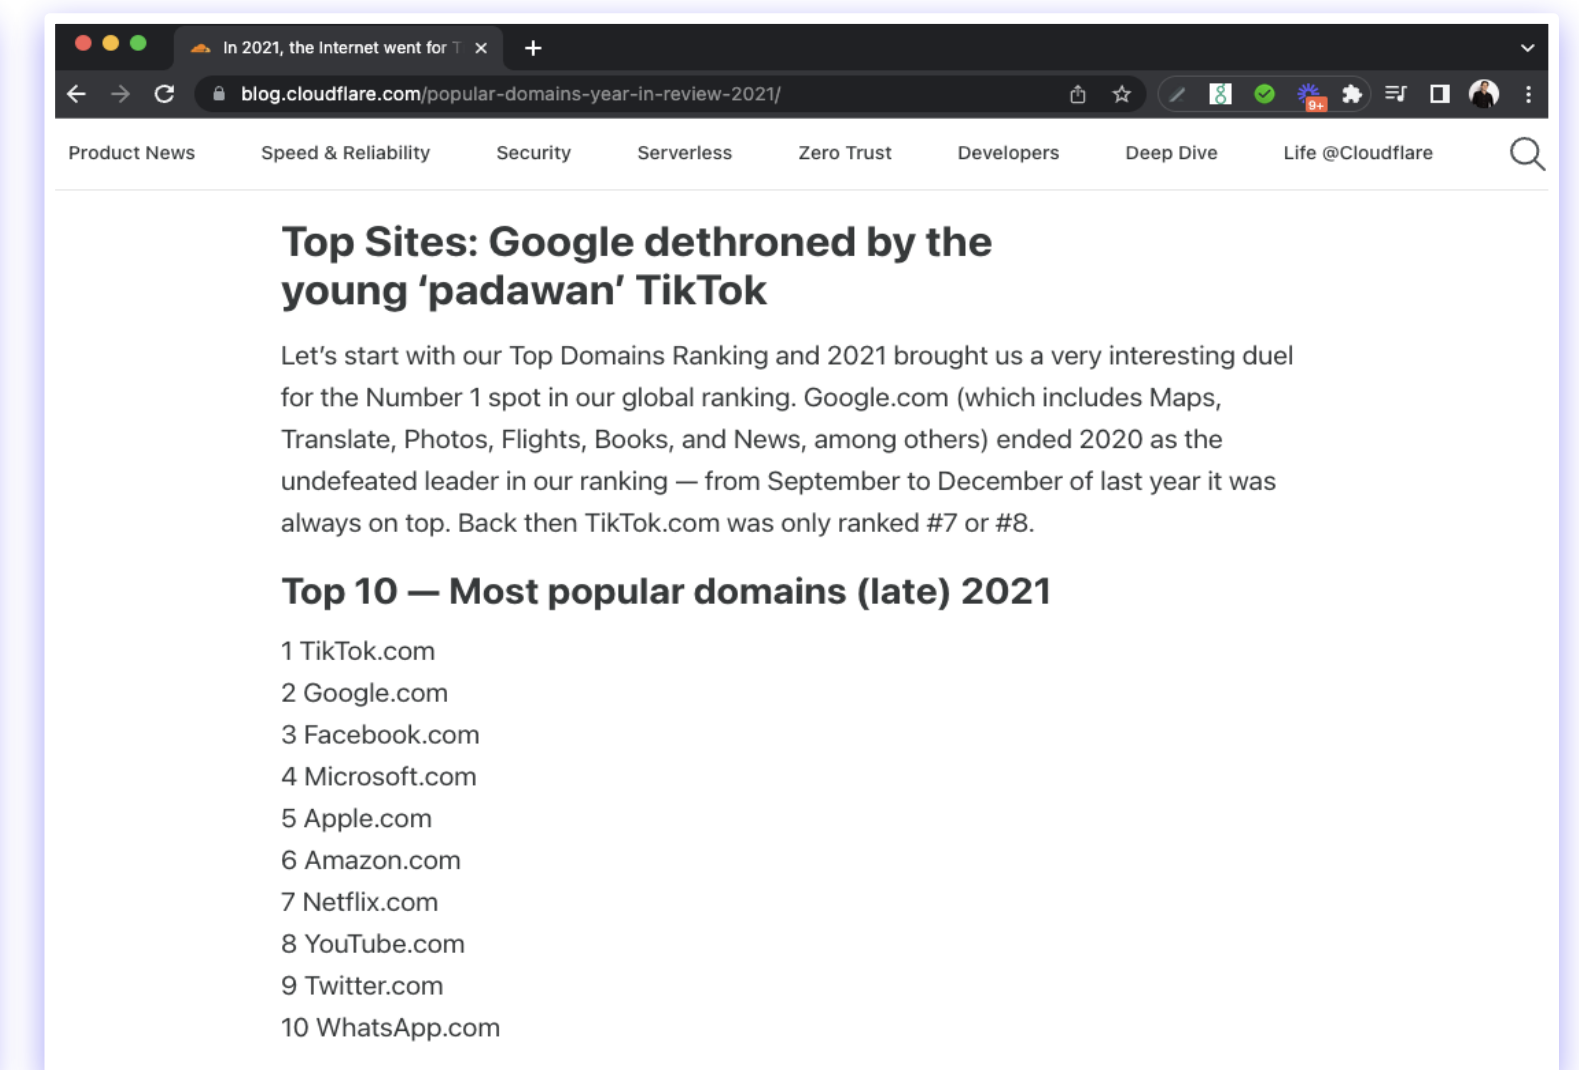 In 2021, the Internet went for T
blog.cloudflare.com/popular-domains-year-in-review-2021/
9+
Product News Speed & Reliability Security Serverless Zero Trust Developers Deep Dive Life @Cloudflare
Top Sites: Google dethroned by the
young ‘padawan’ TikTok
Let’s start with our Top Domains Ranking and 2021 brought us a very interesting duel
for the Number 1 spot in our global ranking. Google.com (which includes Maps,
Translate, Photos, Flights, Books, and News, among others) ended 2020 as the
undefeated leader in our ranking — from September to December of last year it was
always on top. Back then TikTok.com was only ranked #7 or #8.
Top 10 — Most popular domains (late) 2021
1 TikTok.com
2 Google.com
3 Facebook.com
4 Microsoft.com
5 Apple.com
6 Amazon.com
7 Netflix.com
8 YouTube.com
9 Twitter.com
10 WhatsApp.com